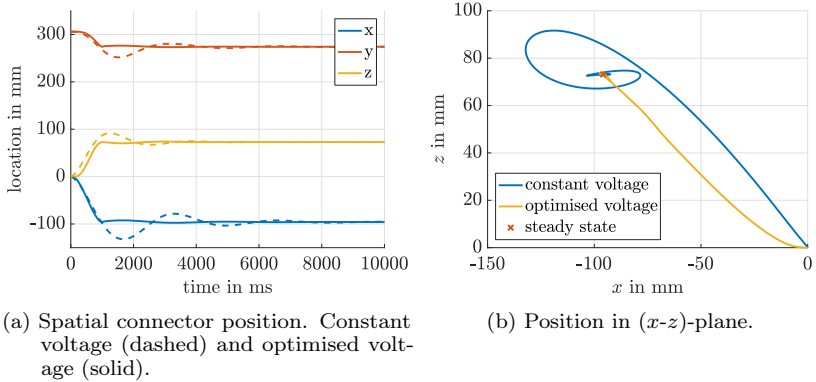 300
200
100
0
-100
location in mm
0
2000
4000
6000
8000
10000
time in ms
x
y
z
100
80
60
40
20
0
z in mm
-150
-100
-50
0
x in mm
constant voltage
optimised voltage
steady state
(a) Spatial connector position. Constant
voltage (dashed) and optimised volt-
age (solid).
(b) Position in (x-z)-plane.